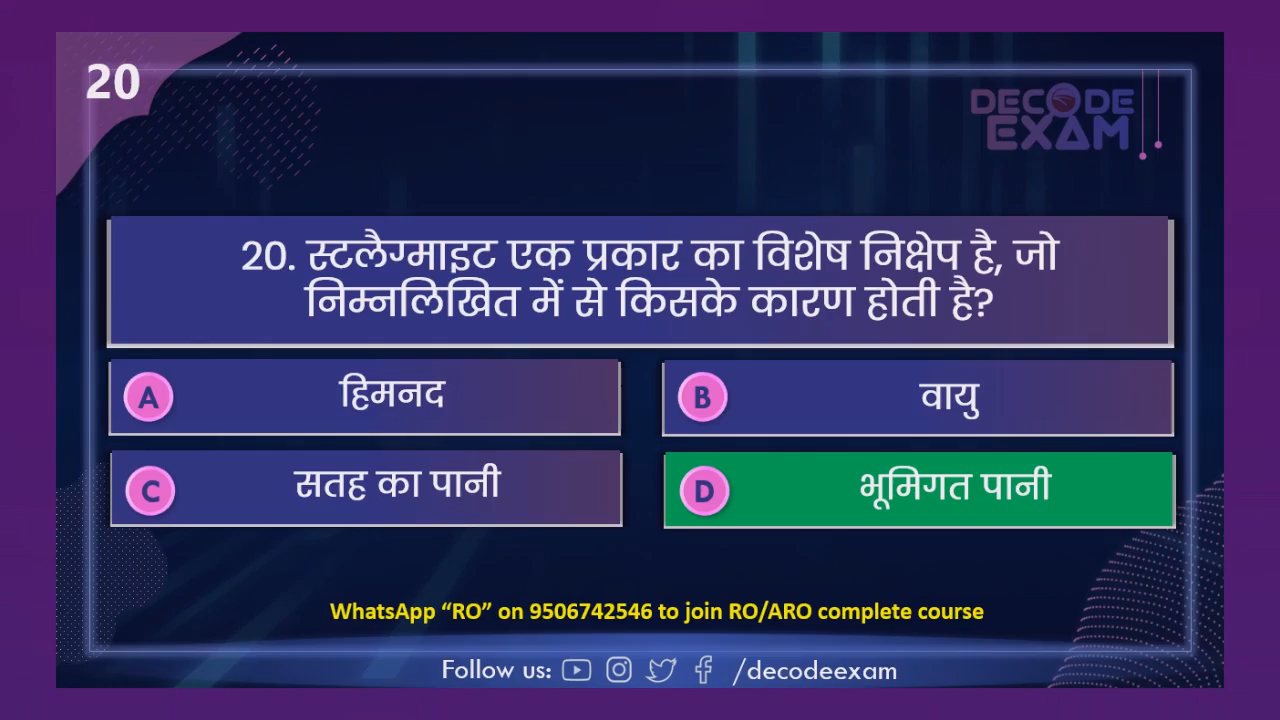 20
DECODE
EXAM
20. स्टलैग्माइट एक प्रकार का विशेष निक्षेप है, जो
निम्नलिखित में से किसके कारण होती है?
A हिमनद
B वायु
C सतह का पानी
D भूमिगत पानी
WhatsApp “RO” on 9506742546 to join RO/ARO complete course
Follow us: /decodeexam